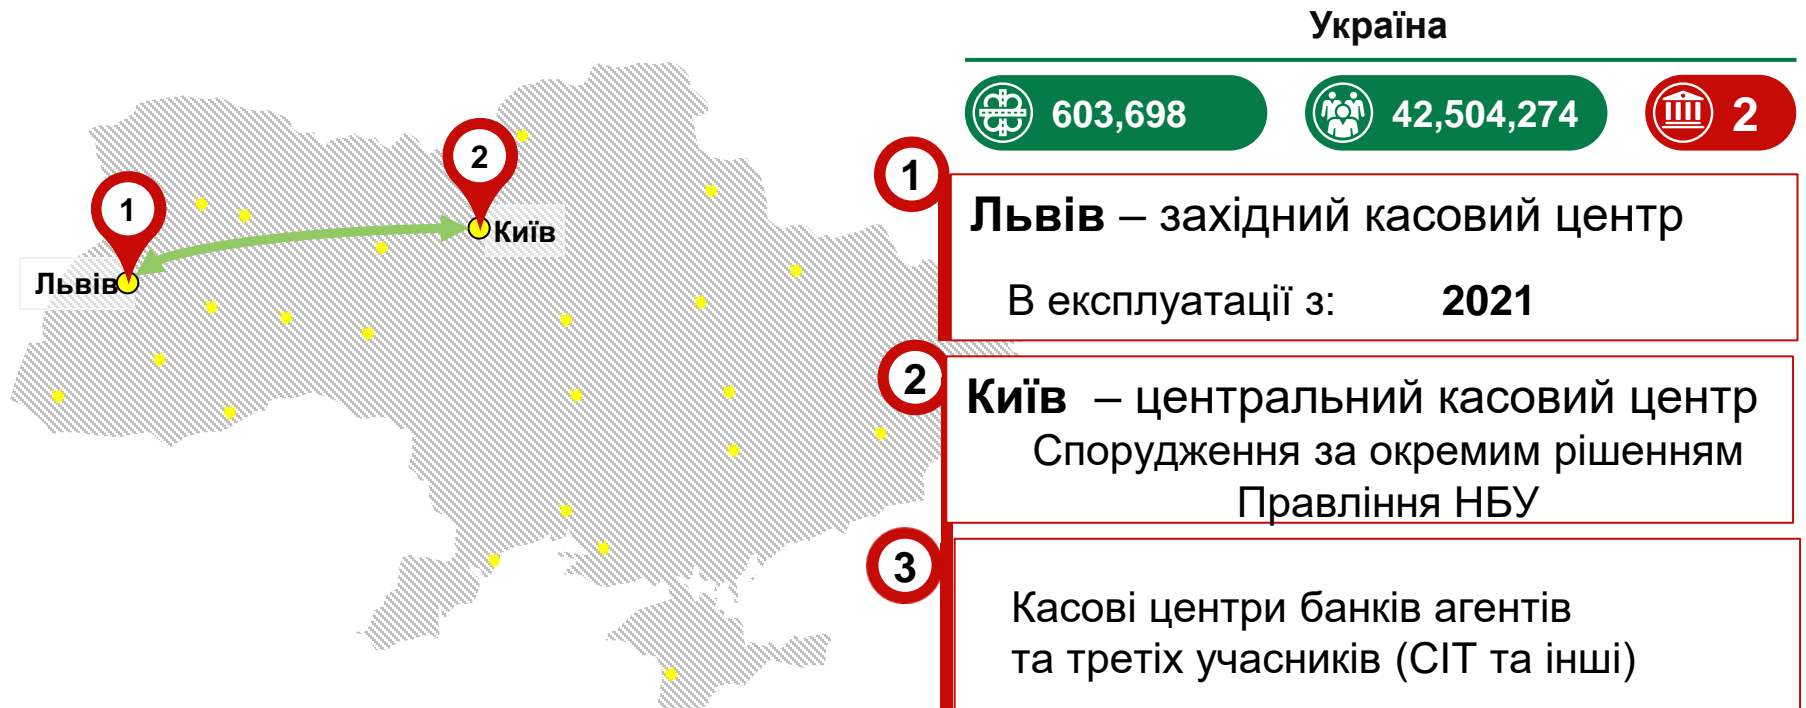 Україна
603,698
42,504,274
2
1
Львів – західний касовий центр
В експлуатації з: 2021
2
Київ – центральний касовий центр
Спорудження за окремим рішенням
Правління НБУ
3
Касові центри банків агентів
та третіх учасників (СІТ та інші)
2
Київ
1
Львів